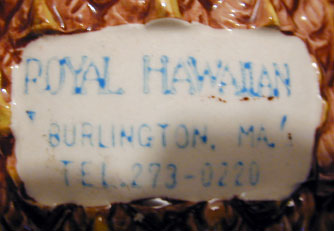 ROYAL HAWAIIAN
BURLINGTON, MA.
TEL. 273-0220